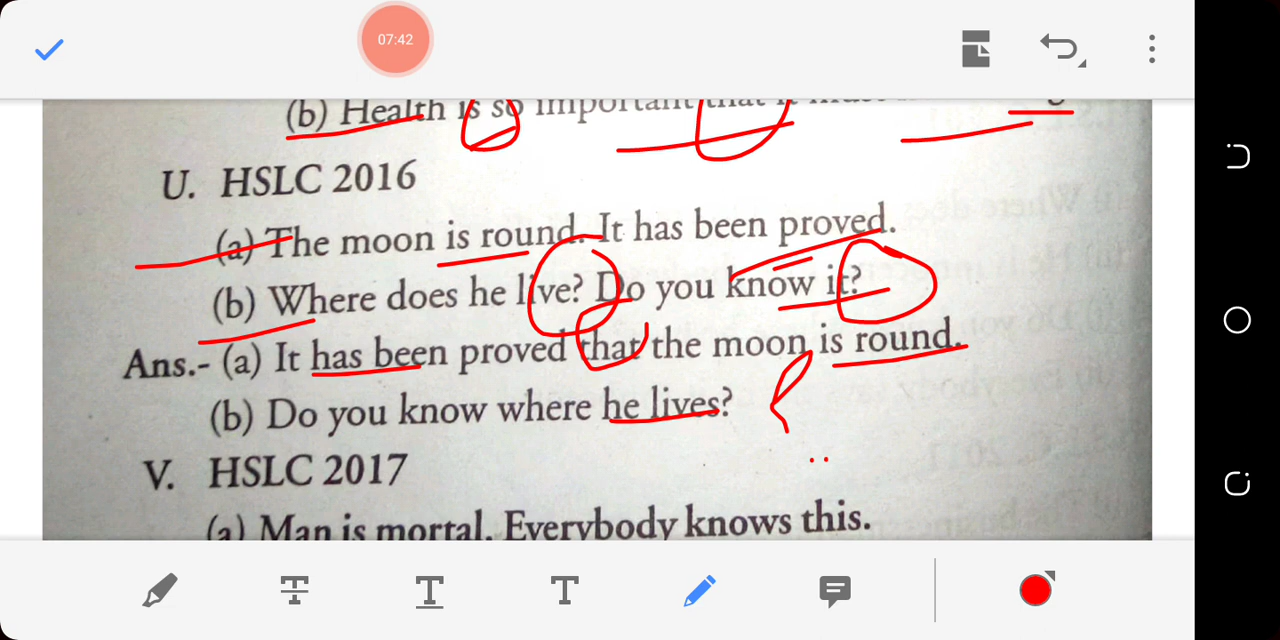 07:42
(b) Health is so important that it
U. HSLC 2016
(a) The moon is round. It has been proved.
(b) Where does he live? Do you know it?
Ans.- (a) It has been proved that the moon is round.
(b) Do you know where he lives?
V. HSLC 2017
(a) Man is mortal. Everybody knows this.